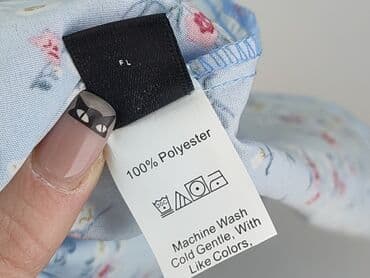 FL
100% Polyester
Machine Wash
Cold Gentle, With
Like Colors,